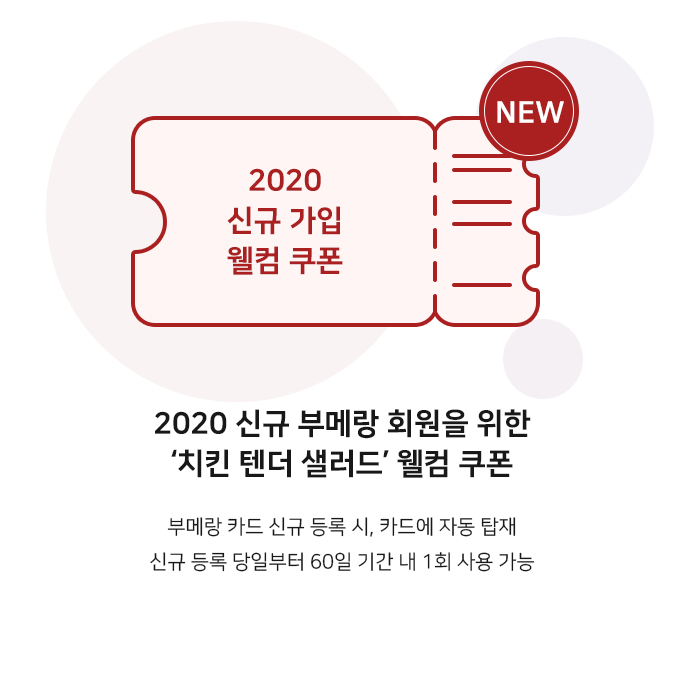 NEW
2020
신규 가입
웰컴 쿠폰
2020 신규 부메랑 회원을 위한
‘치킨 텐더 샐러드’ 웰컴 쿠폰
부메랑 카드 신규 등록 시, 카드에 자동 탑재
신규 등록 당일부터 60일 기간 내 1회 사용 가능